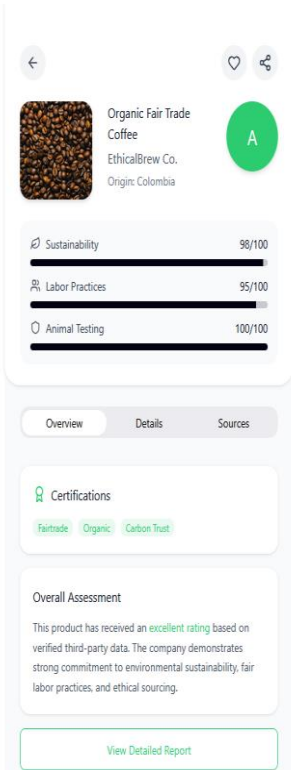 Organic Fair Trade
Coffee
EthicalBrew Co.
Origin: Colombia
A
Sustainability 98/100
Labor Practices 95/100
Animal Testing 100/100
Overview Details Sources
Certifications
Fairtrade Organic Carbon Trust
Overall Assessment
This product has received an excellent rating based on
verified third-party data. The company demonstrates
strong commitment to environmental sustainability, fair
labor practices, and ethical sourcing.
View Detailed Report